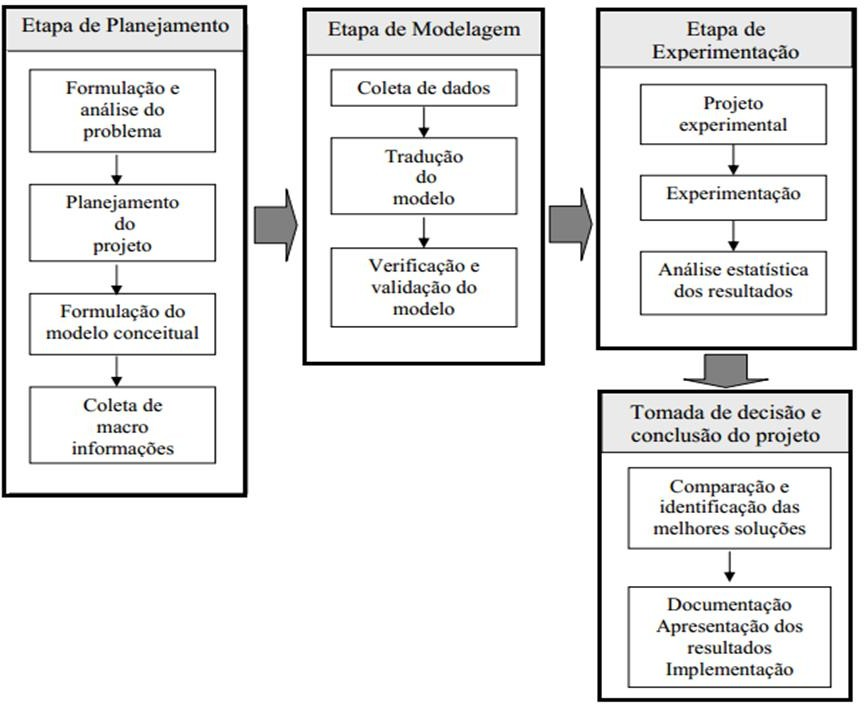 Etapa de Planejamento
Formulação e
análise do
problema
Planejamento
do
projeto
Formulação do
modelo conceitual
Coleta de
macro
informações
Etapa de Modelagem
Coleta de dados
Tradução
do
modelo
Verificação e
validação do
modelo
Etapa de
Experimentação
Projeto
experimental
Experimentação
Análise estatística
dos resultados
Tomada de decisão e
conclusão do projeto
Comparação e
identificação das
melhores soluções
Documentação
Apresentação dos
resultados
Implementação